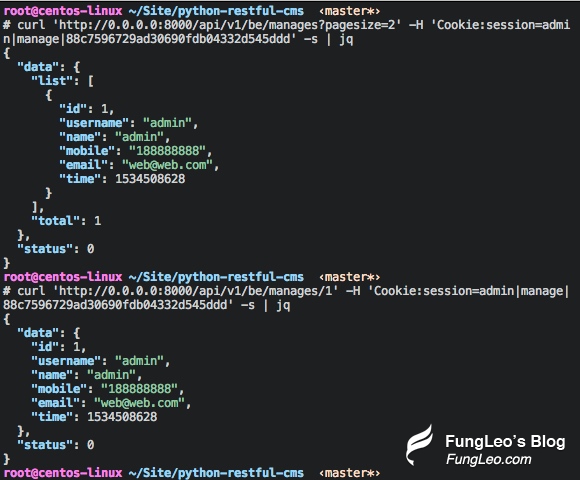 root@centos-linux ~/Site/python-restful-cms ‹master*›
# curl 'http://0.0.0.0:8000/api/v1/be/manages?pagesize=2' -H 'Cookie:session=admi
n|manage|88c7596729ad30690fdb04332d545ddd' -s | jq
{
  "data": {
    "list": [
      {
        "id": 1,
        "username": "admin",
        "name": "admin",
        "mobile": "188888888",
        "email": "web@web.com",
        "time": 1534508628
      }
    ],
    "total": 1
  },
  "status": 0
}
root@centos-linux ~/Site/python-restful-cms ‹master*›
# curl 'http://0.0.0.0:8000/api/v1/be/manages/1' -H 'Cookie:session=admin|manage|
88c7596729ad30690fdb04332d545ddd' -s | jq
{
  "data": {
    "id": 1,
    "username": "admin",
    "name": "admin",
    "mobile": "188888888",
    "email": "web@web.com",
    "time": 1534508628
  },
  "status": 0
}
root@centos-linux ~/Site/python-restful-cms ‹master*›
FungLeo's Blog
FungLeo.com